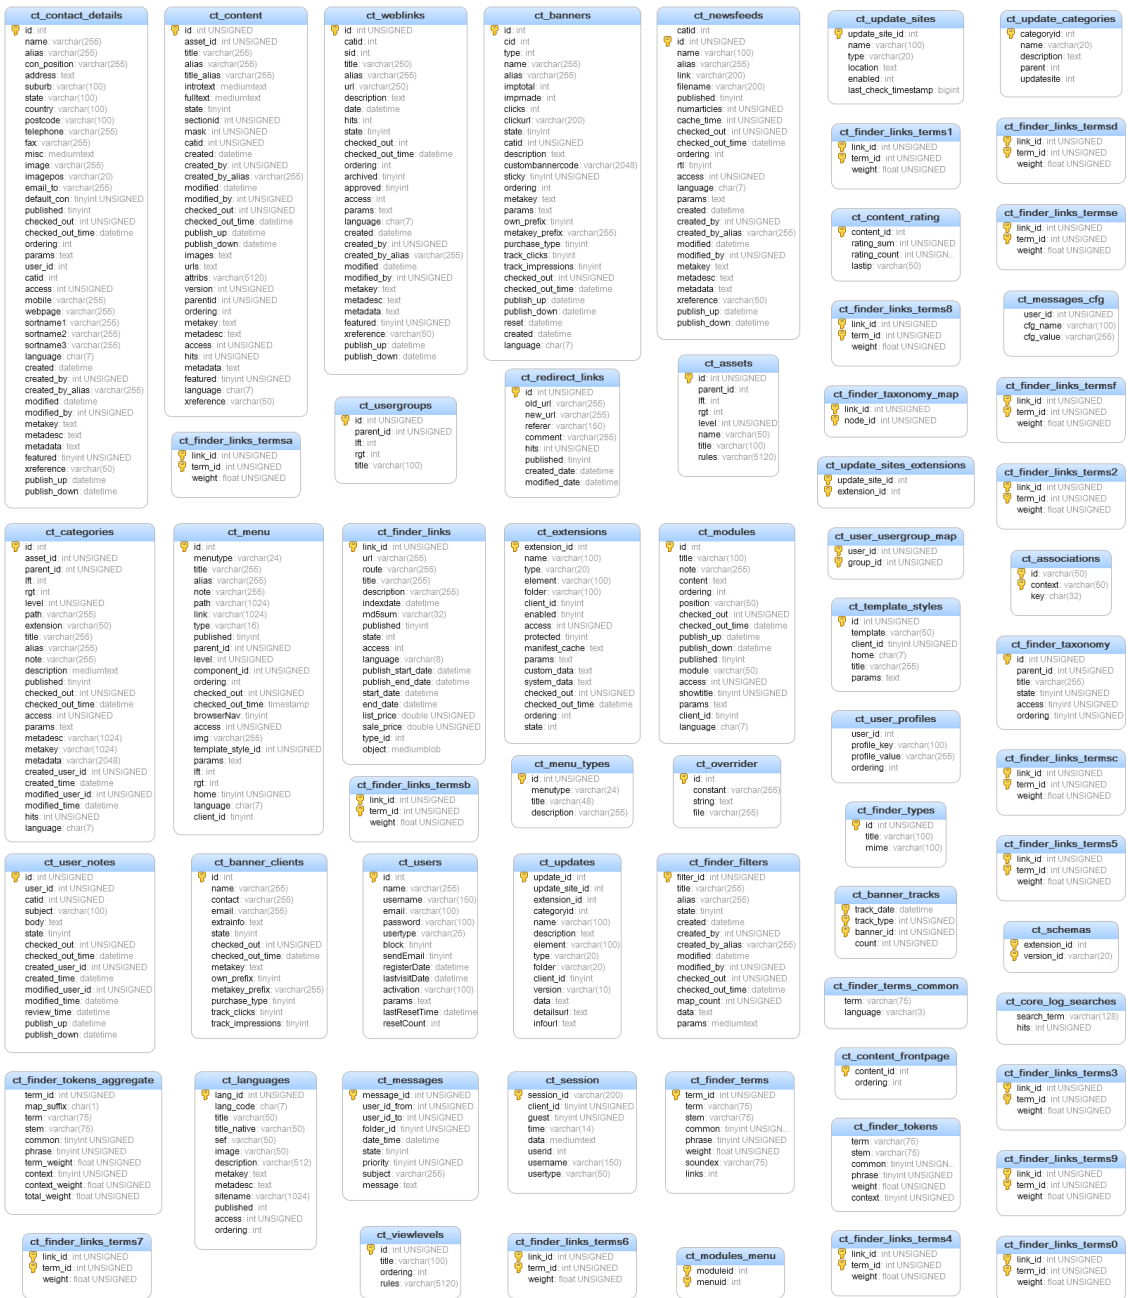 ct_contact_details
id: int
name: varchar(255)
alias: varchar(255)
con_position: varchar(255)
address: text
suburb: varchar(100)
state: varchar(100)
country: varchar(100)
postcode: varchar(100)
telephone: varchar(255)
fax: varchar(255)
misc: mediumtext
image: varchar(255)
imagepos: varchar(20)
email_to: varchar(255)
default_con: tinyint UNSIGNED
published: tinyint
checked_out: int UNSIGNED
checked_out_time: datetime
ordering: int
params: text
user_id: int
catid: int
access: int UNSIGNED
mobile: varchar(255)
webpage: varchar(255)
sortname1: varchar(255)
sortname2: varchar(255)
sortname3: varchar(255)
language: char(7)
created: datetime
created_by: int UNSIGNED
created_by_alias: varchar(255)
modified: datetime
modified_by: int UNSIGNED
metakey: text
metadesc: text
metadata: text
featured: tinyint UNSIGNED
xreference: varchar(50)
publish_up: datetime
publish_down: datetime
ct_content
id: int UNSIGNED
asset_id: int UNSIGNED
title: varchar(255)
alias: varchar(255)
title_alias: varchar(255)
introtext: mediumtext
fulltext: mediumtext
state: tinyint
sectionid: int UNSIGNED
mask: int UNSIGNED
catid: int UNSIGNED
created: datetime
created_by: int UNSIGNED
created_by_alias: varchar(255)
modified: datetime
modified_by: int UNSIGNED
checked_out: int UNSIGNED
checked_out_time: datetime
publish_up: datetime
publish_down: datetime
images: text
urls: text
attribs: varchar(5120)
version: int UNSIGNED
parentid: int UNSIGNED
ordering: int
metakey: text
metadesc: text
access: int UNSIGNED
hits: int UNSIGNED
metadata: text
featured: tinyint UNSIGNED
language: char(7)
xreference: varchar(50)
ct_finder_links_termsa
link_id: int UNSIGNED
term_id: int UNSIGNED
weight: float UNSIGNED
ct_weblinks
id: int UNSIGNED
catid: int
sid: int
title: varchar(250)
alias: varchar(255)
url: varchar(250)
description: text
date: datetime
hits: int
state: tinyint
checked_out: int
checked_out_time: datetime
ordering: int
archived: tinyint
approved: tinyint
access: int
params: text
language: char(7)
created: datetime
created_by: int UNSIGNED
created_by_alias: varchar(255)
modified: datetime
modified_by: int UNSIGNED
metakey: text
metadesc: text
metadata: text
featured: tinyint UNSIGNED
xreference: varchar(50)
publish_up: datetime
publish_down: datetime
ct_usergroups
id: int UNSIGNED
parent_id: int UNSIGNED
lft: int
rgt: int
title: varchar(100)
ct_banners
id: int
cid: int
type: int
name: varchar(255)
alias: varchar(255)
imptotal: int
impmade: int
clicks: int
clickurl: varchar(200)
state: tinyint
catid: int UNSIGNED
description: text
custombannercode: varchar(2048)
sticky: tinyint UNSIGNED
ordering: int
metakey: text
params: text
own_prefix: tinyint
metakey_prefix: varchar(255)
purchase_type: tinyint
track_clicks: tinyint
track_impressions: tinyint
checked_out: int UNSIGNED
checked_out_time: datetime
publish_up: datetime
publish_down: datetime
reset: datetime
created: datetime
language: char(7)
ct_redirect_links
id: int UNSIGNED
old_url: varchar(255)
new_url: varchar(255)
referer: varchar(150)
comment: varchar(255)
hits: int UNSIGNED
published: tinyint
created_date: datetime
modified_date: datetime
ct_newsfeeds
catid: int
id: int UNSIGNED
name: varchar(100)
alias: varchar(255)
link: varchar(200)
filename: varchar(200)
published: tinyint
numarticles: int UNSIGNED
cache_time: int UNSIGNED
checked_out: int UNSIGNED
checked_out_time: datetime
ordering: int
rtl: tinyint
access: int UNSIGNED
language: char(7)
params: text
created: datetime
created_by: int UNSIGNED
created_by_alias: varchar(255)
modified: datetime
modified_by: int UNSIGNED
metakey: text
metadesc: text
metadata: text
xreference: varchar(50)
publish_up: datetime
publish_down: datetime
ct_assets
id: int UNSIGNED
parent_id: int
lft: int
rgt: int
level: int UNSIGNED
name: varchar(50)
title: varchar(100)
rules: varchar(5120)
ct_update_sites
update_site_id: int
name: varchar(100)
type: varchar(20)
location: text
enabled: int
last_check_timestamp: bigint
ct_finder_links_terms1
link_id: int UNSIGNED
term_id: int UNSIGNED
weight: float UNSIGNED
ct_content_rating
content_id: int
rating_sum: int UNSIGNED
rating_count: int UNSIGN...
lastip: varchar(50)
ct_finder_links_terms8
link_id: int UNSIGNED
term_id: int UNSIGNED
weight: float UNSIGNED
ct_finder_taxonomy_map
link_id: int UNSIGNED
node_id: int UNSIGNED
ct_update_sites_extensions
update_site_id: int
extension_id: int
ct_update_categories
categoryid: int
name: varchar(20)
description: text
parent: int
updatesite: int
ct_finder_links_termsd
link_id: int UNSIGNED
term_id: int UNSIGNED
weight: float UNSIGNED
ct_finder_links_termse
link_id: int UNSIGNED
term_id: int UNSIGNED
weight: float UNSIGNED
ct_messages_cfg
user_id: int UNSIGNED
cfg_name: varchar(100)
cfg_value: varchar(255)
ct_finder_links_termsf
link_id: int UNSIGNED
term_id: int UNSIGNED
weight: float UNSIGNED
ct_finder_links_terms2
link_id: int UNSIGNED
term_id: int UNSIGNED
weight: float UNSIGNED
ct_categories
id: int
asset_id: int UNSIGNED
parent_id: int UNSIGNED
lft: int
rgt: int
level: int UNSIGNED
path: varchar(255)
extension: varchar(50)
title: varchar(255)
alias: varchar(255)
note: varchar(255)
description: mediumtext
published: tinyint
checked_out: int UNSIGNED
checked_out_time: datetime
access: int UNSIGNED
params: text
metadesc: varchar(1024)
metakey: varchar(1024)
metadata: varchar(2048)
created_user_id: int UNSIGNED
created_time: datetime
modified_user_id: int UNSIGNED
modified_time: datetime
hits: int UNSIGNED
language: char(7)
ct_menu
id: int
menutype: varchar(24)
title: varchar(255)
alias: varchar(255)
note: varchar(255)
path: varchar(1024)
link: varchar(1024)
type: varchar(16)
published: tinyint
parent_id: int UNSIGNED
level: int UNSIGNED
component_id: int UNSIGNED
ordering: int
checked_out: int UNSIGNED
checked_out_time: timestamp
browserNav: tinyint
access: int UNSIGNED
img: varchar(255)
template_style_id: int UNSIGNED
params: text
lft: int
rgt: int
home: tinyint UNSIGNED
language: char(7)
client_id: tinyint
ct_finder_links
link_id: int UNSIGNED
url: varchar(255)
route: varchar(255)
title: varchar(255)
description: varchar(255)
indexdate: datetime
md5sum: varchar(32)
published: tinyint
state: int
access: int
language: varchar(8)
publish_start_date: datetime
publish_end_date: datetime
start_date: datetime
end_date: datetime
list_price: double UNSIGNED
sale_price: double UNSIGNED
type_id: int
object: mediumblob
ct_finder_links_termsb
link_id: int UNSIGNED
term_id: int UNSIGNED
weight: float UNSIGNED
ct_extensions
extension_id: int
name: varchar(100)
type: varchar(20)
element: varchar(100)
folder: varchar(100)
client_id: tinyint
enabled: tinyint
access: int UNSIGNED
protected: tinyint
manifest_cache: text
params: text
custom_data: text
system_data: text
checked_out: int UNSIGNED
checked_out_time: datetime
ordering: int
state: int
ct_menu_types
id: int UNSIGNED
menutype: varchar(24)
title: varchar(48)
description: varchar(255)
ct_modules
id: int
title: varchar(100)
note: varchar(255)
content: text
ordering: int
position: varchar(50)
checked_out: int UNSIGNED
checked_out_time: datetime
publish_up: datetime
publish_down: datetime
published: tinyint
module: varchar(50)
access: int UNSIGNED
showtitle: tinyint UNSIGNED
params: text
client_id: tinyint
language: char(7)
ct_overrider
id: int
constant: varchar(255)
string: text
file: varchar(255)
ct_user_usergroup_map
user_id: int UNSIGNED
group_id: int UNSIGNED
ct_template_styles
id: int UNSIGNED
template: varchar(50)
client_id: tinyint UNSIGNED
home: char(7)
title: varchar(255)
params: text
ct_user_profiles
user_id: int
profile_key: varchar(100)
profile_value: varchar(255)
ordering: int
ct_finder_types
id: int UNSIGNED
title: varchar(100)
mime: varchar(100)
ct_associations
id: varchar(50)
context: varchar(50)
key: char(32)
ct_finder_taxonomy
id: int UNSIGNED
parent_id: int UNSIGNED
title: varchar(255)
state: tinyint UNSIGNED
access: tinyint UNSIGNED
ordering: tinyint UNSIGNED
ct_finder_links_termsc
link_id: int UNSIGNED
term_id: int UNSIGNED
weight: float UNSIGNED
ct_finder_links_terms5
link_id: int UNSIGNED
term_id: int UNSIGNED
weight: float UNSIGNED
ct_user_notes
id: int UNSIGNED
user_id: int UNSIGNED
catid: int UNSIGNED
subject: varchar(100)
body: text
state: tinyint
checked_out: int UNSIGNED
checked_out_time: datetime
created_user_id: int UNSIGNED
created_time: datetime
modified_user_id: int UNSIGNED
modified_time: datetime
review_time: datetime
publish_up: datetime
publish_down: datetime
ct_banner_clients
id: int
name: varchar(255)
contact: varchar(255)
email: varchar(255)
extrainfo: text
state: tinyint
checked_out: int UNSIGNED
checked_out_time: datetime
metakey: text
own_prefix: tinyint
metakey_prefix: varchar(255)
purchase_type: tinyint
track_clicks: tinyint
track_impressions: tinyint
ct_users
id: int
name: varchar(255)
username: varchar(150)
email: varchar(100)
password: varchar(100)
usertype: varchar(25)
block: tinyint
sendEmail: tinyint
registerDate: datetime
lastvisitDate: datetime
activation: varchar(100)
params: text
lastResetTime: datetime
resetCount: int
ct_updates
update_id: int
update_site_id: int
extension_id: int
categoryid: int
name: varchar(100)
description: text
element: varchar(100)
type: varchar(20)
folder: varchar(20)
client_id: tinyint
version: varchar(10)
data: text
detailsurl: text
infourl: text
ct_finder_filters
filter_id: int UNSIGNED
title: varchar(255)
alias: varchar(255)
state: tinyint
created: datetime
created_by: int UNSIGNED
created_by_alias: varchar(255)
modified: datetime
modified_by: int UNSIGNED
checked_out: int UNSIGNED
checked_out_time: datetime
map_count: int UNSIGNED
data: text
params: mediumtext
ct_banner_tracks
track_date: datetime
track_type: int UNSIGNED
banner_id: int UNSIGNED
count: int UNSIGNED
ct_finder_terms_common
term: varchar(75)
language: varchar(3)
ct_content_frontpage
content_id: int
ordering: int
ct_schemas
extension_id: int
version_id: varchar(20)
ct_core_log_searches
search_term: varchar(128)
hits: int UNSIGNED
ct_finder_tokens_aggregate
term_id: int UNSIGNED
map_suffix: char(1)
term: varchar(75)
stem: varchar(75)
common: tinyint UNSIGNED
phrase: tinyint UNSIGNED
term_weight: float UNSIGNED
context: tinyint UNSIGNED
context_weight: float UNSIGNED
total_weight: float UNSIGNED
ct_finder_links_terms7
link_id: int UNSIGNED
term_id: int UNSIGNED
weight: float UNSIGNED
ct_languages
lang_id: int UNSIGNED
lang_code: char(7)
title: varchar(50)
title_native: varchar(50)
sef: varchar(50)
image: varchar(50)
description: varchar(512)
metakey: text
metadesc: text
sitename: varchar(1024)
published: int
access: int UNSIGNED
ordering: int
ct_messages
message_id: int UNSIGNED
user_id_from: int UNSIGNED
user_id_to: int UNSIGNED
folder_id: tinyint UNSIGNED
date_time: datetime
state: tinyint
priority: tinyint UNSIGNED
subject: varchar(255)
message: text
ct_viewlevels
id: int UNSIGNED
title: varchar(100)
ordering: int
rules: varchar(5120)
ct_session
session_id: varchar(200)
client_id: tinyint UNSIGNED
guest: tinyint UNSIGNED
time: varchar(14)
data: mediumtext
userid: int
username: varchar(150)
usertype: varchar(50)
ct_finder_links_terms6
link_id: int UNSIGNED
term_id: int UNSIGNED
weight: float UNSIGNED
ct_finder_terms
term_id: int UNSIGNED
term: varchar(75)
stem: varchar(75)
common: tinyint UNSIGN...
phrase: tinyint UNSIGNED
weight: float UNSIGNED
soundex: varchar(75)
links: int
ct_modules_menu
moduleid: int
menuid: int
ct_finder_tokens
term: varchar(75)
stem: varchar(75)
common: tinyint UNSIGN...
phrase: tinyint UNSIGNED
weight: float UNSIGNED
context: tinyint UNSIGNED
ct_finder_links_terms4
link_id: int UNSIGNED
term_id: int UNSIGNED
weight: float UNSIGNED
ct_finder_links_terms3
link_id: int UNSIGNED
term_id: int UNSIGNED
weight: float UNSIGNED
ct_finder_links_terms9
link_id: int UNSIGNED
term_id: int UNSIGNED
weight: float UNSIGNED
ct_finder_links_terms0
link_id: int UNSIGNED
term_id: int UNSIGNED
weight: float UNSIGNED